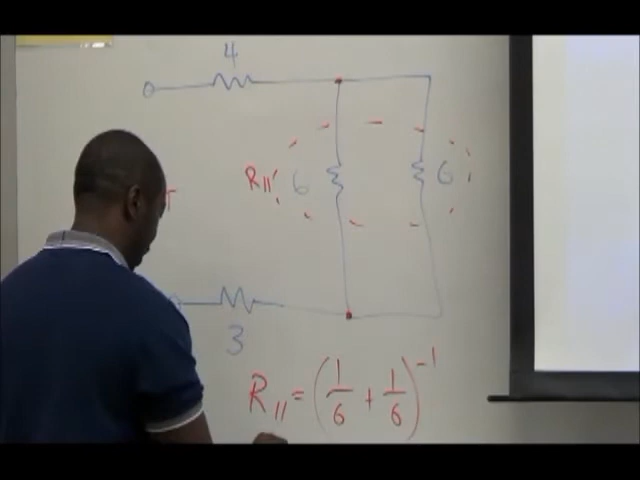 4
R// 6 6
T
3
R// = (1/6 + 1/6)^-1